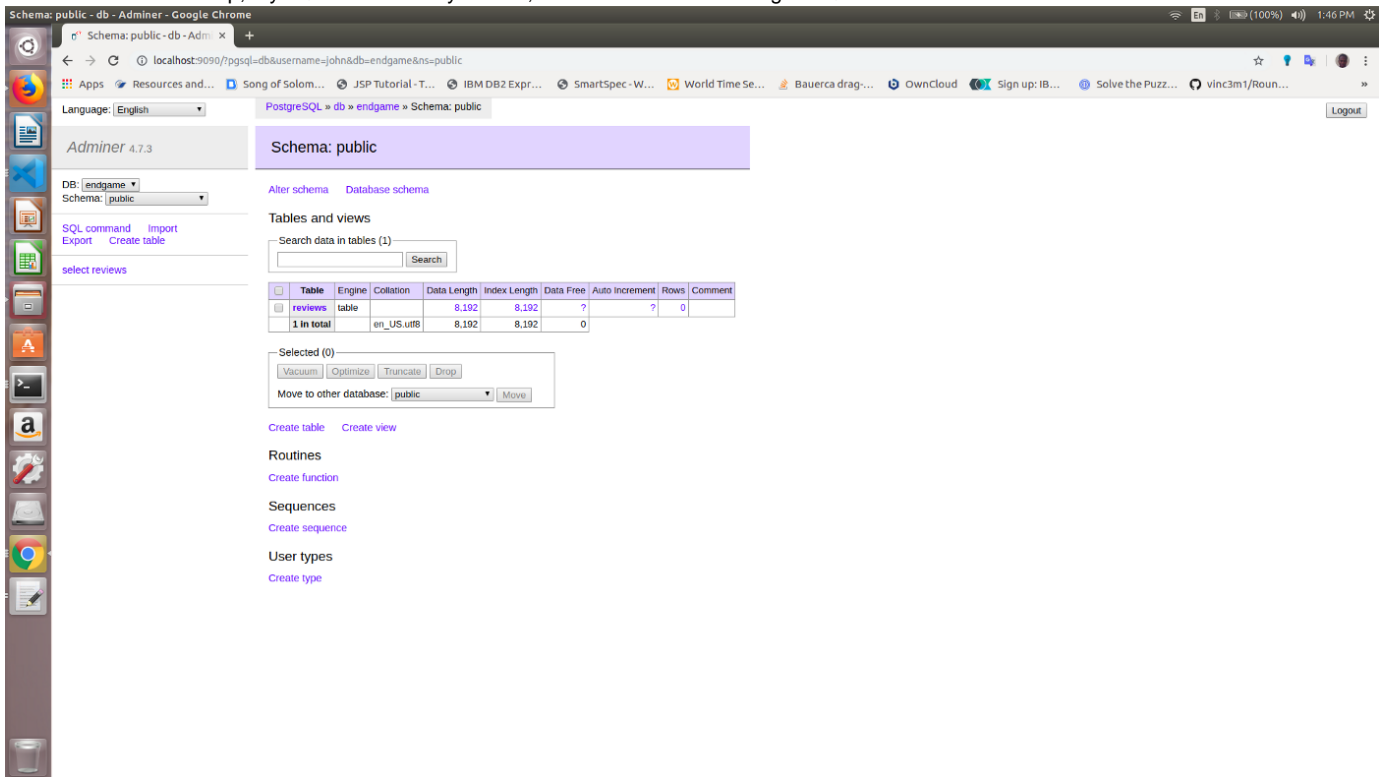 Schema: public - db - Adminer - Google Chrome
En (100%) 1:46 PM
Schema: public - db - Admi × +
localhost:9090/?pgsql=db&username=john&db=endgame&ns=public
Apps Resources and... Song of Solom... JSP Tutorial - T... IBM DB2 Expr... SmartSpec - W... World Time Se... Bauerca drag-... OwnCloud Sign up: IB... Solve the Puzz... vinc3m1/Roun... »
Language: English
PostgreSQL » db » endgame » Schema: public
Logout
Adminer 4.7.3
Schema: public
DB: endgame
Schema: public
Alter schema Database schema
SQL command Import
Export Create table
select reviews
Tables and views
Search data in tables (1)
Search
Table Engine Collation Data Length Index Length Data Free Auto Increment Rows Comment
reviews table 8,192 8,192 ? ? 0
1 in total en_US.utf8 8,192 8,192 0
Selected (0)
Vacuum Optimize Truncate Drop
Move to other database: public Move
Create table Create view
Routines
Create function
Sequences
Create sequence
User types
Create type